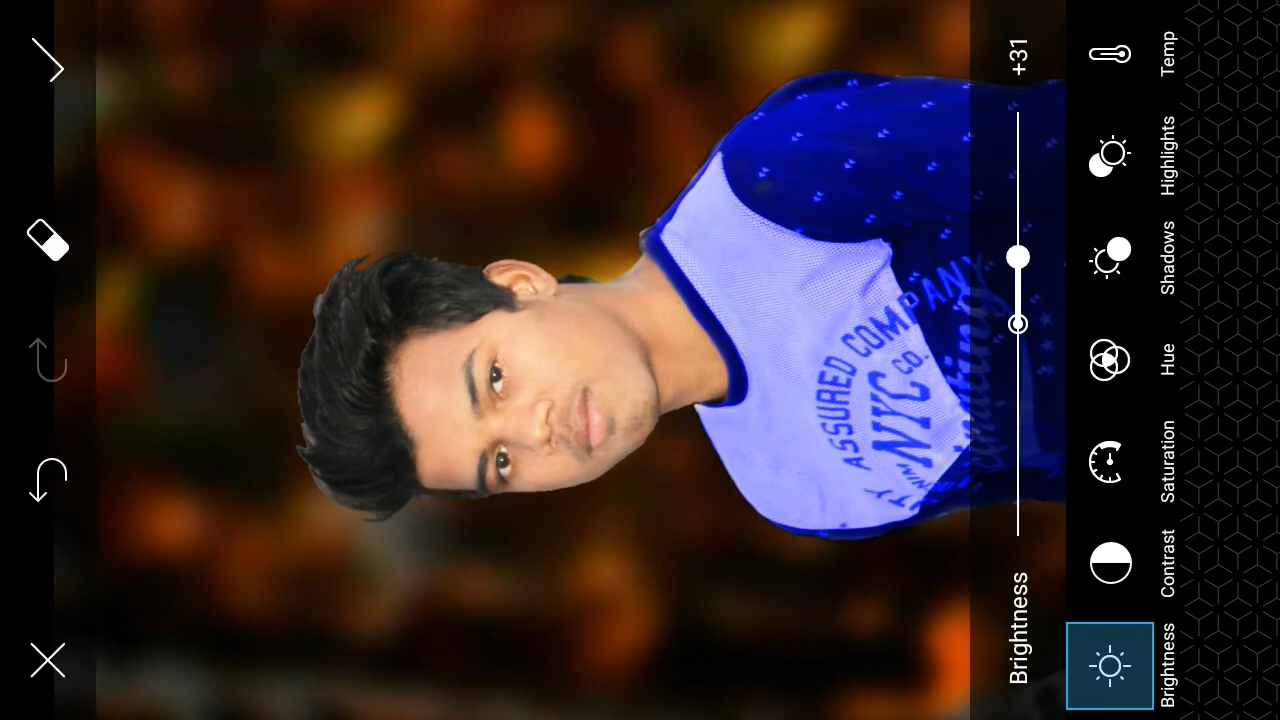 ASSURED COMPANY
NYC CO.
Brightness
+31
Brightness
Contrast
Saturation
Hue
Shadows
Highlights
Temp